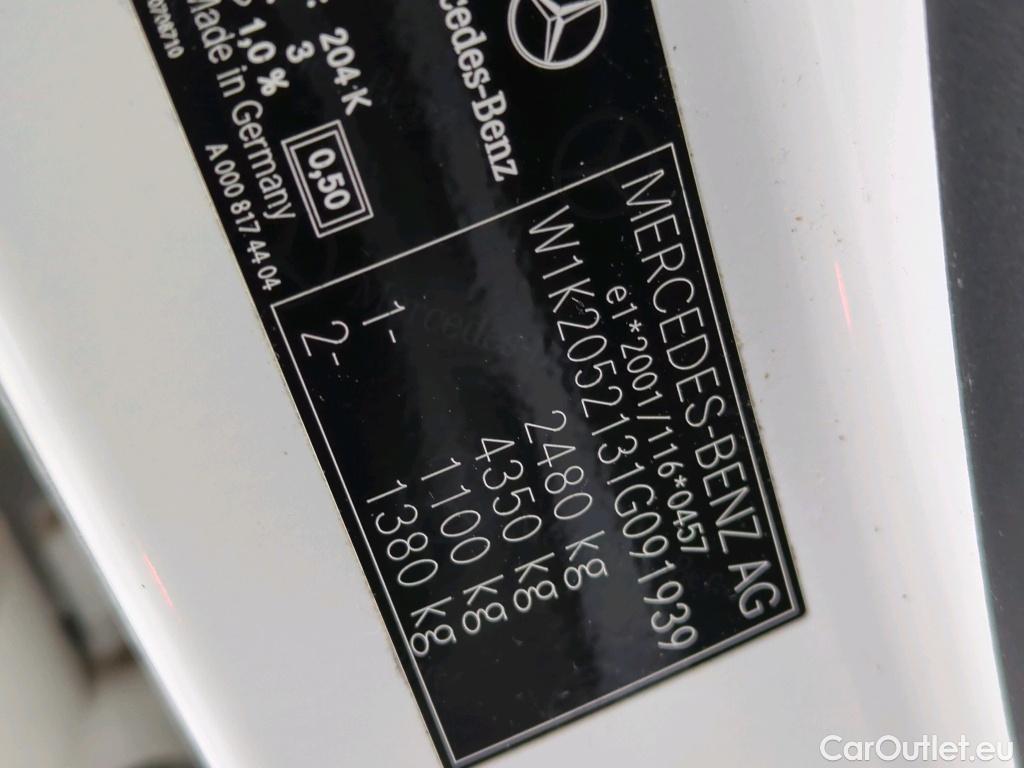 MERCEDES-BENZ AG
e1*2001/116*0457
W1K2052131G091939
2480 kg
4350 kg
1- 1100 kg
2- 1380 kg
cedes-Benz
: 204 K
3
1,0 %
0,50
Made in Germany
A 000 817 44 04
CarOutlet.eu